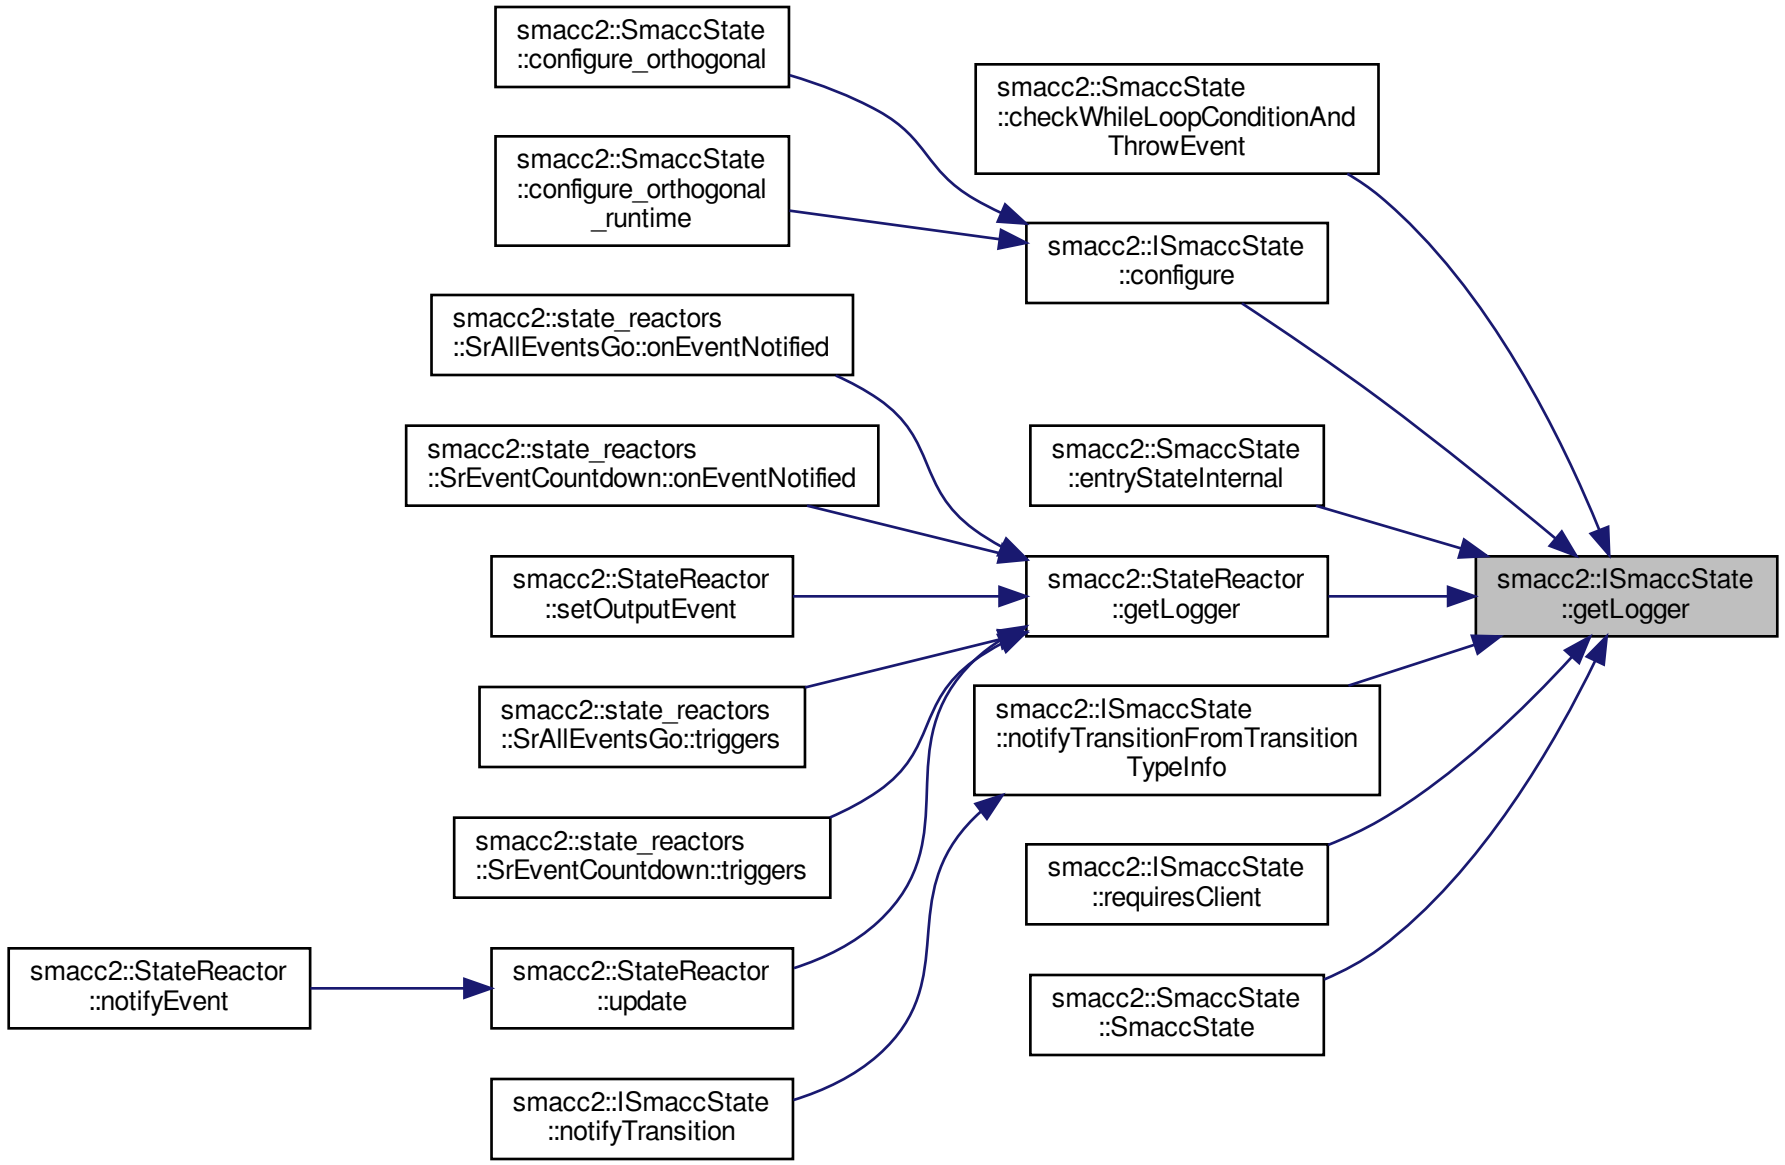 smacc2::SmaccState
::configure_orthogonal
smacc2::SmaccState
::checkWhileLoopConditionAnd
ThrowEvent
smacc2::SmaccState
::configure_orthogonal
_runtime
smacc2::ISmaccState
::configure
smacc2::state_reactors
::SrAllEventsGo::onEventNotified
smacc2::state_reactors
::SrEventCountdown::onEventNotified
smacc2::SmaccState
::entryStateInternal
smacc2::StateReactor
::setOutputEvent
smacc2::StateReactor
::getLogger
smacc2::ISmaccState
::getLogger
smacc2::state_reactors
::SrAllEventsGo::triggers
smacc2::ISmaccState
::notifyTransitionFromTransition
TypeInfo
smacc2::state_reactors
::SrEventCountdown::triggers
smacc2::ISmaccState
::requiresClient
smacc2::StateReactor
::notifyEvent
smacc2::StateReactor
::update
smacc2::SmaccState
::SmaccState
smacc2::ISmaccState
::notifyTransition